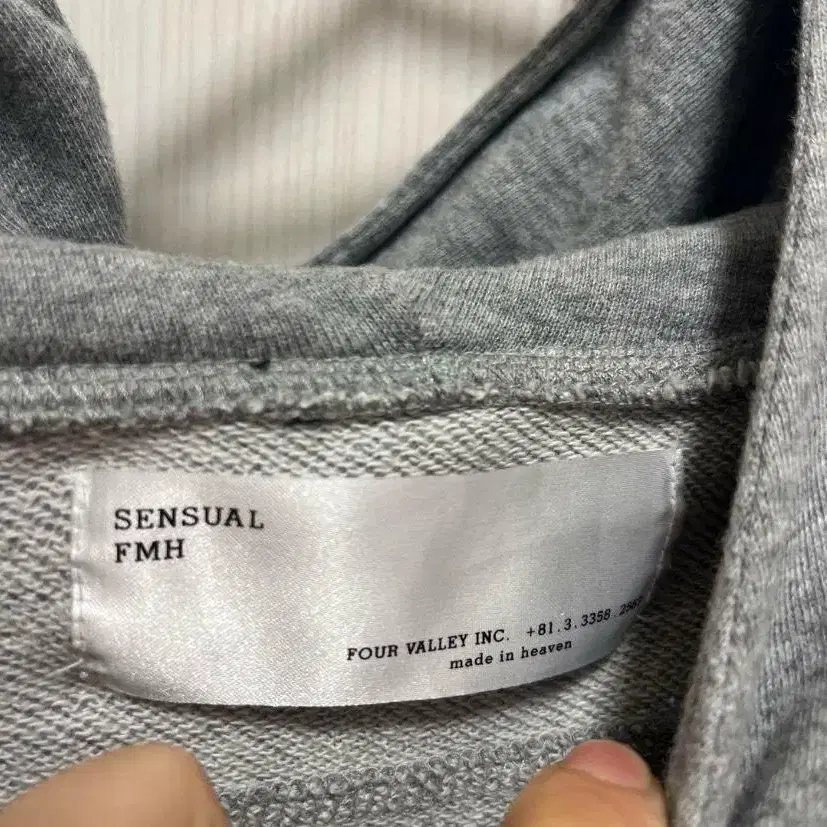 SENSUAL
FMH
FOUR VALLEY INC. +81.3.3358
made in heaven